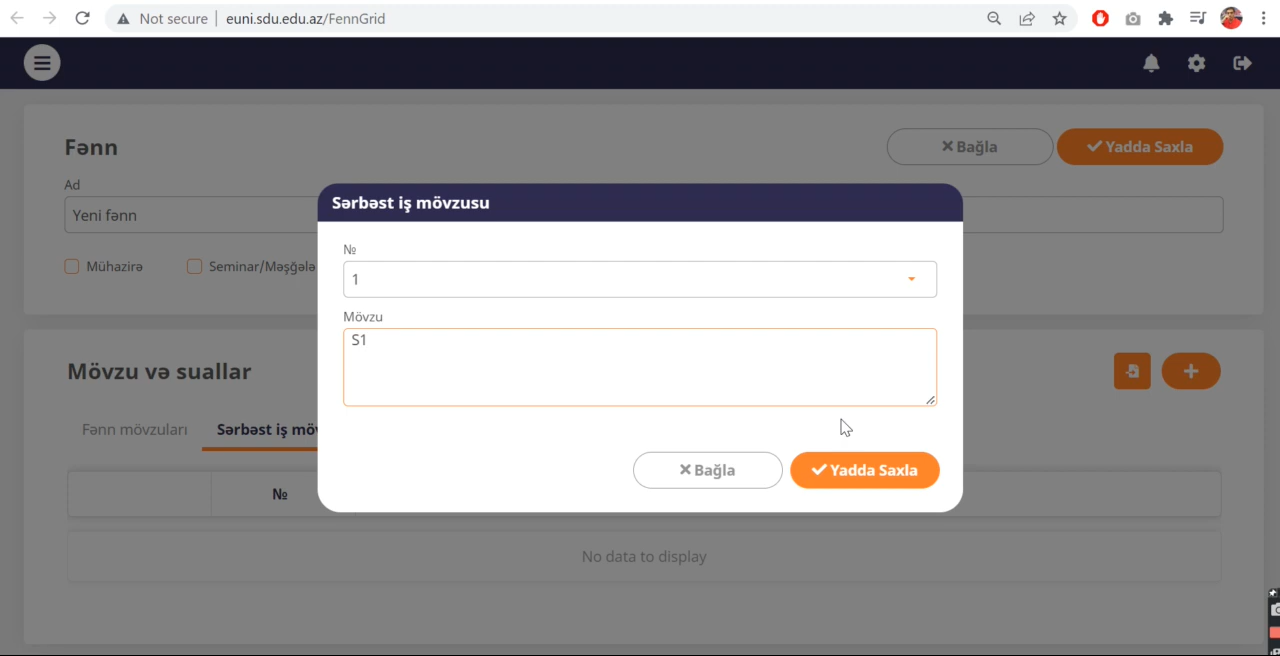 Not secure | euni.sdu.edu.az/FennGrid
Fənn
Bağla
Yadda Saxla
Ad
Yeni fənn
Mühazirə
Seminar/Məşğələ
Sərbəst iş mövzusu
№
1
Mövzu
S1
Bağla
Yadda Saxla
Mövzu və suallar
Fənn mövzuları
Sərbəst iş möv
№
No data to display